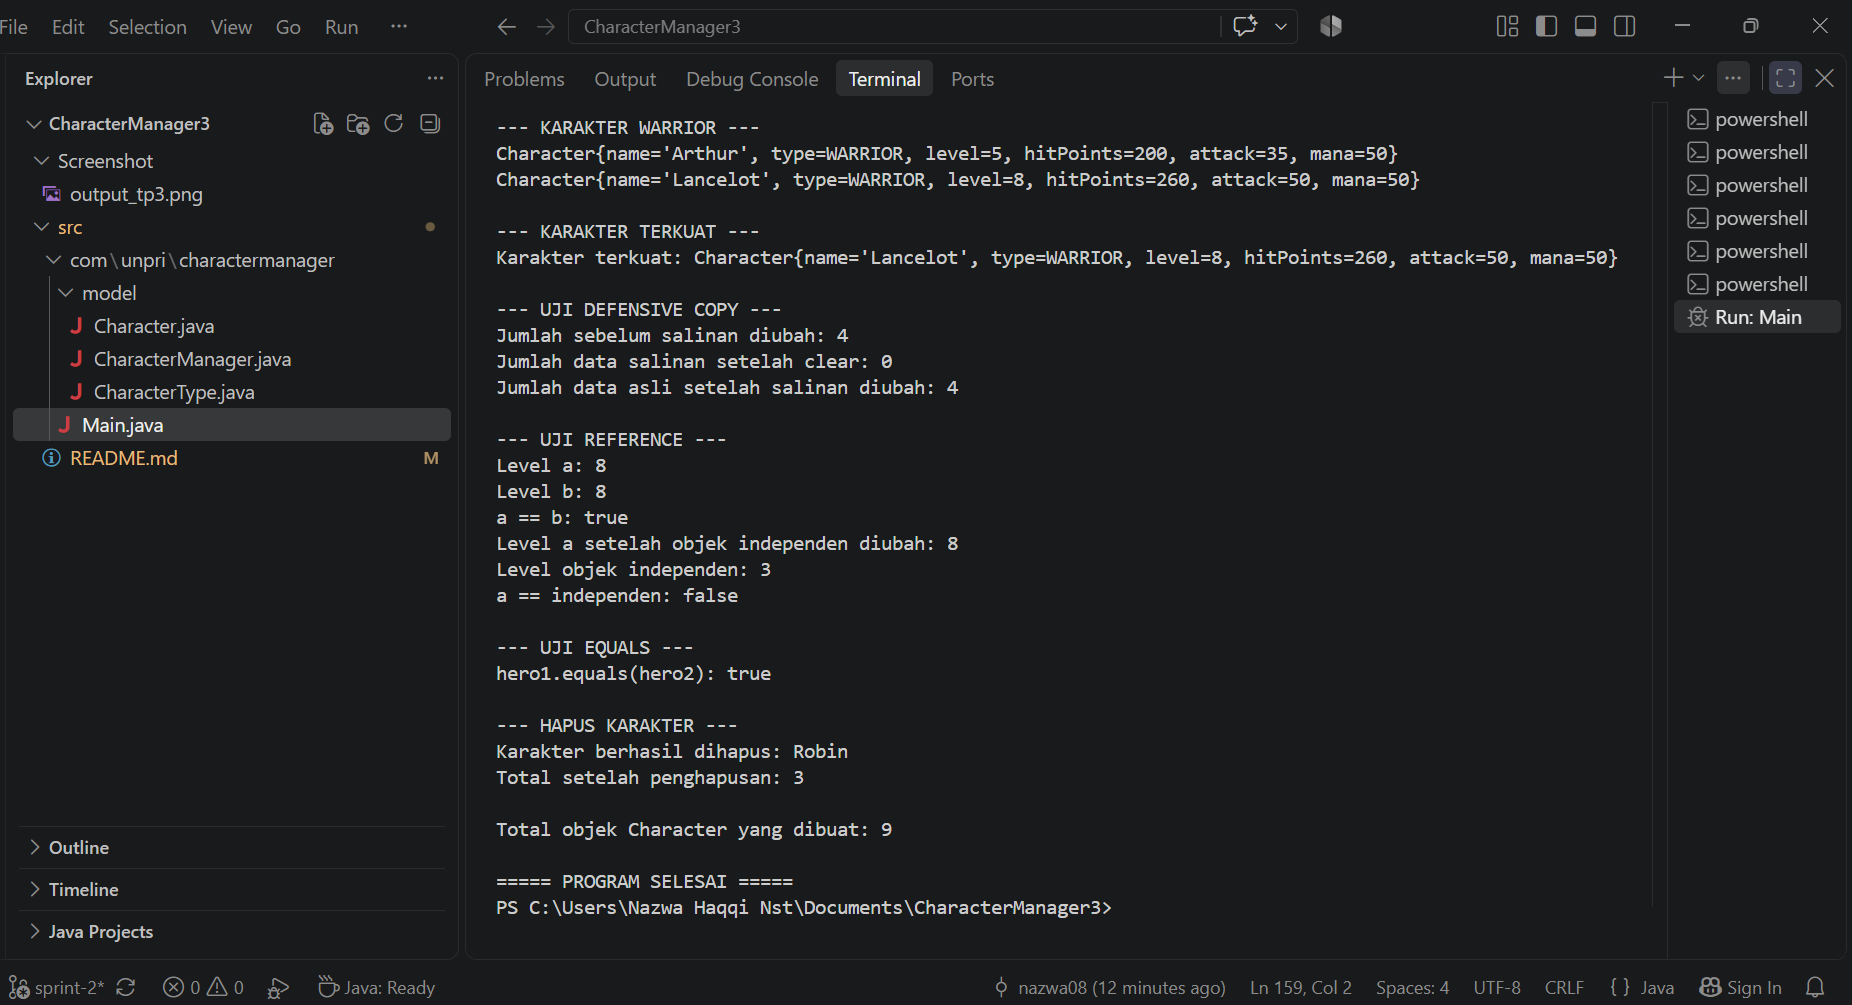 File Edit Selection View Go Run ···
CharacterManager3
Explorer
CharacterManager3
Screenshot
output_tp3.png
src
com\unpri\charactermanager
model
Character.java
CharacterManager.java
CharacterType.java
Main.java
README.md M
Outline
Timeline
Java Projects
Problems Output Debug Console Terminal Ports
--- KARAKTER WARRIOR ---
Character{name='Arthur', type=WARRIOR, level=5, hitPoints=200, attack=35, mana=50}
Character{name='Lancelot', type=WARRIOR, level=8, hitPoints=260, attack=50, mana=50}
--- KARAKTER TERKUAT ---
Karakter terkuat: Character{name='Lancelot', type=WARRIOR, level=8, hitPoints=260, attack=50, mana=50}
--- UJI DEFENSIVE COPY ---
Jumlah sebelum salinan diubah: 4
Jumlah data salinan setelah clear: 0
Jumlah data asli setelah salinan diubah: 4
--- UJI REFERENCE ---
Level a: 8
Level b: 8
a == b: true
Level a setelah objek independen diubah: 8
Level objek independen: 3
a == independen: false
--- UJI EQUALS ---
hero1.equals(hero2): true
--- HAPUS KARAKTER ---
Karakter berhasil dihapus: Robin
Total setelah penghapusan: 3
Total objek Character yang dibuat: 9
===== PROGRAM SELESAI =====
PS C:\Users\Nazwa Haqqi Nst\Documents\CharacterManager3>
powershell
powershell
powershell
powershell
powershell
powershell
Run: Main
sprint-2* 0 0 Java: Ready nazwa08 (12 minutes ago) Ln 159, Col 2 Spaces: 4 UTF-8 CRLF { } Java Sign In